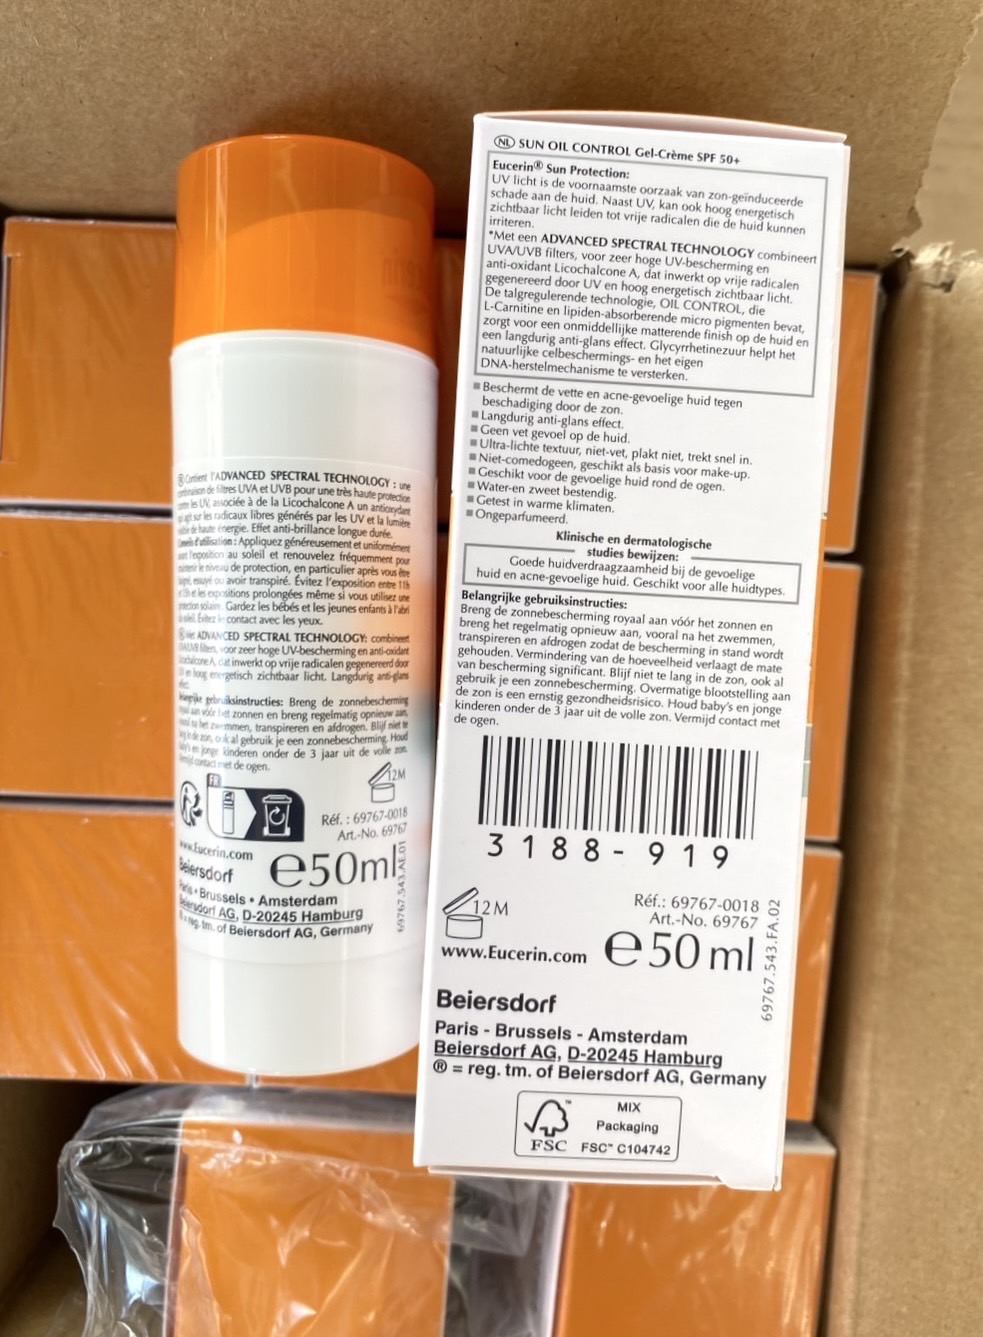 Contient l'ADVANCED SPECTRAL TECHNOLOGY : une
combinaison de filtres UVA et UVB pour une très haute protection
les UV, associée à de la Licochalcone A un antioxydant
qui agit sur les radicaux libres générés par les UV et la lumière
de haute énergie. Effet anti-brillance longue durée.
d'utilisation : Appliquez généreusement et uniformément
avant l'exposition au soleil et renouvelez fréquemment pour
le niveau de protection, en particulier après vous être
essuyé ou avoir transpiré. Évitez l'exposition entre 11h
et les expositions prolongées même si vous utilisez une
protection solaire. Gardez les bébés et les jeunes enfants à l'abri
du soleil. Évitez le contact avec les yeux.
Met ADVANCED SPECTRAL TECHNOLOGY: combineert
UVA/UVB filters, voor zeer hoge UV-bescherming en anti-oxidant
Licochalcone A, dat inwerkt op vrije radicalen gegenereerd door
UV en hoog energetisch zichtbaar licht. Langdurig anti-glans
effect.
Belangrijke gebruiksinstructies: Breng de zonnebescherming
royaal aan vóór het zonnen en breng regelmatig opnieuw aan,
vooral na het zwemmen, transpireren en afdrogen. Blijf niet te
lang in de zon, ook al gebruik je een zonnebescherming. Houd
baby's en jonge kinderen onder de 3 jaar uit de volle zon.
Vermijd contact met de ogen.
FR
12M
Réf. : 69767-0018
Art.-No. 69767
www.Eucerin.com
Beiersdorf
e50ml
69767.543.AE.01
Paris • Brussels • Amsterdam
Beiersdorf AG, D-20245 Hamburg
® = reg. tm. of Beiersdorf AG, Germany
NL SUN OIL CONTROL Gel-Crème SPF 50+
Eucerin® Sun Protection:
UV licht is de voornaamste oorzaak van zon-geïnduceerde
schade aan de huid. Naast UV, kan ook hoog energetisch
zichtbaar licht leiden tot vrije radicalen die de huid kunnen
irriteren.
*Met een ADVANCED SPECTRAL TECHNOLOGY combineert
UVA/UVB filters, voor zeer hoge UV-bescherming en
anti-oxidant Licochalcone A, dat inwerkt op vrije radicalen
gegenereerd door UV en hoog energetisch zichtbaar licht.
De talgregulerende technologie, OIL CONTROL, die
L-Carnitine en lipiden-absorberende micro pigmenten bevat,
zorgt voor een onmiddellijke matterende finish op de huid en
een langdurig anti-glans effect. Glycyrrhetinezuur helpt het
natuurlijke celbeschermings- en het eigen
DNA-herstelmechanisme te versterken.
■ Beschermt de vette en acne-gevoelige huid tegen
beschadiging door de zon.
■ Langdurig anti-glans effect.
■ Geen vet gevoel op de huid.
■ Ultra-lichte textuur, niet-vet, plakt niet, trekt snel in.
■ Niet-comedogeen, geschikt als basis voor make-up.
■ Geschikt voor de gevoelige huid rond de ogen.
■ Water-en zweet bestendig.
■ Getest in warme klimaten.
■ Ongeparfumeerd.
Klinische en dermatologische
studies bewijzen:
Goede huidverdraagzaamheid bij de gevoelige
huid en acne-gevoelige huid. Geschikt voor alle huidtypes.
Belangrijke gebruiksinstructies:
Breng de zonnebescherming royaal aan vóór het zonnen en
breng het regelmatig opnieuw aan, vooral na het zwemmen,
transpireren en afdrogen zodat de bescherming in stand wordt
gehouden. Vermindering van de hoeveelheid verlaagt de mate
van bescherming significant. Blijf niet te lang in de zon, ook al
gebruik je een zonnebescherming. Overmatige blootstelling aan
de zon is een ernstig gezondheidsrisico. Houd baby's en jonge
kinderen onder de 3 jaar uit de volle zon. Vermijd contact met
de ogen.
3188-919
12M
Réf.: 69767-0018
Art.-No. 69767
www.Eucerin.com
e50 ml
69767.543.FA.02
Beiersdorf
Paris - Brussels - Amsterdam
Beiersdorf AG, D-20245 Hamburg
® = reg. tm. of Beiersdorf AG, Germany
FSC™
MIX
Packaging
FSC™ C104742